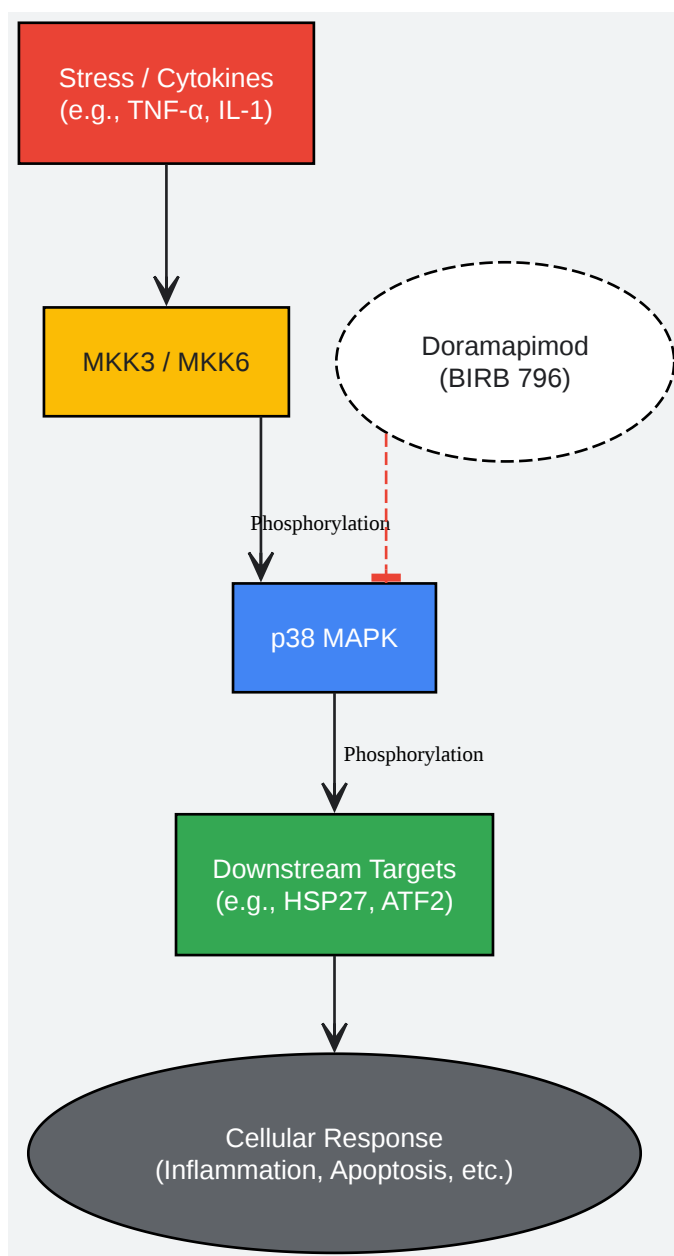 Stress / Cytokines
(e.g., TNF-α, IL-1)
MKK3 / MKK6
Doramapimod
(BIRB 796)
Phosphorylation
p38 MAPK
Phosphorylation
Downstream Targets
(e.g., HSP27, ATF2)
Cellular Response
(Inflammation, Apoptosis, etc.)